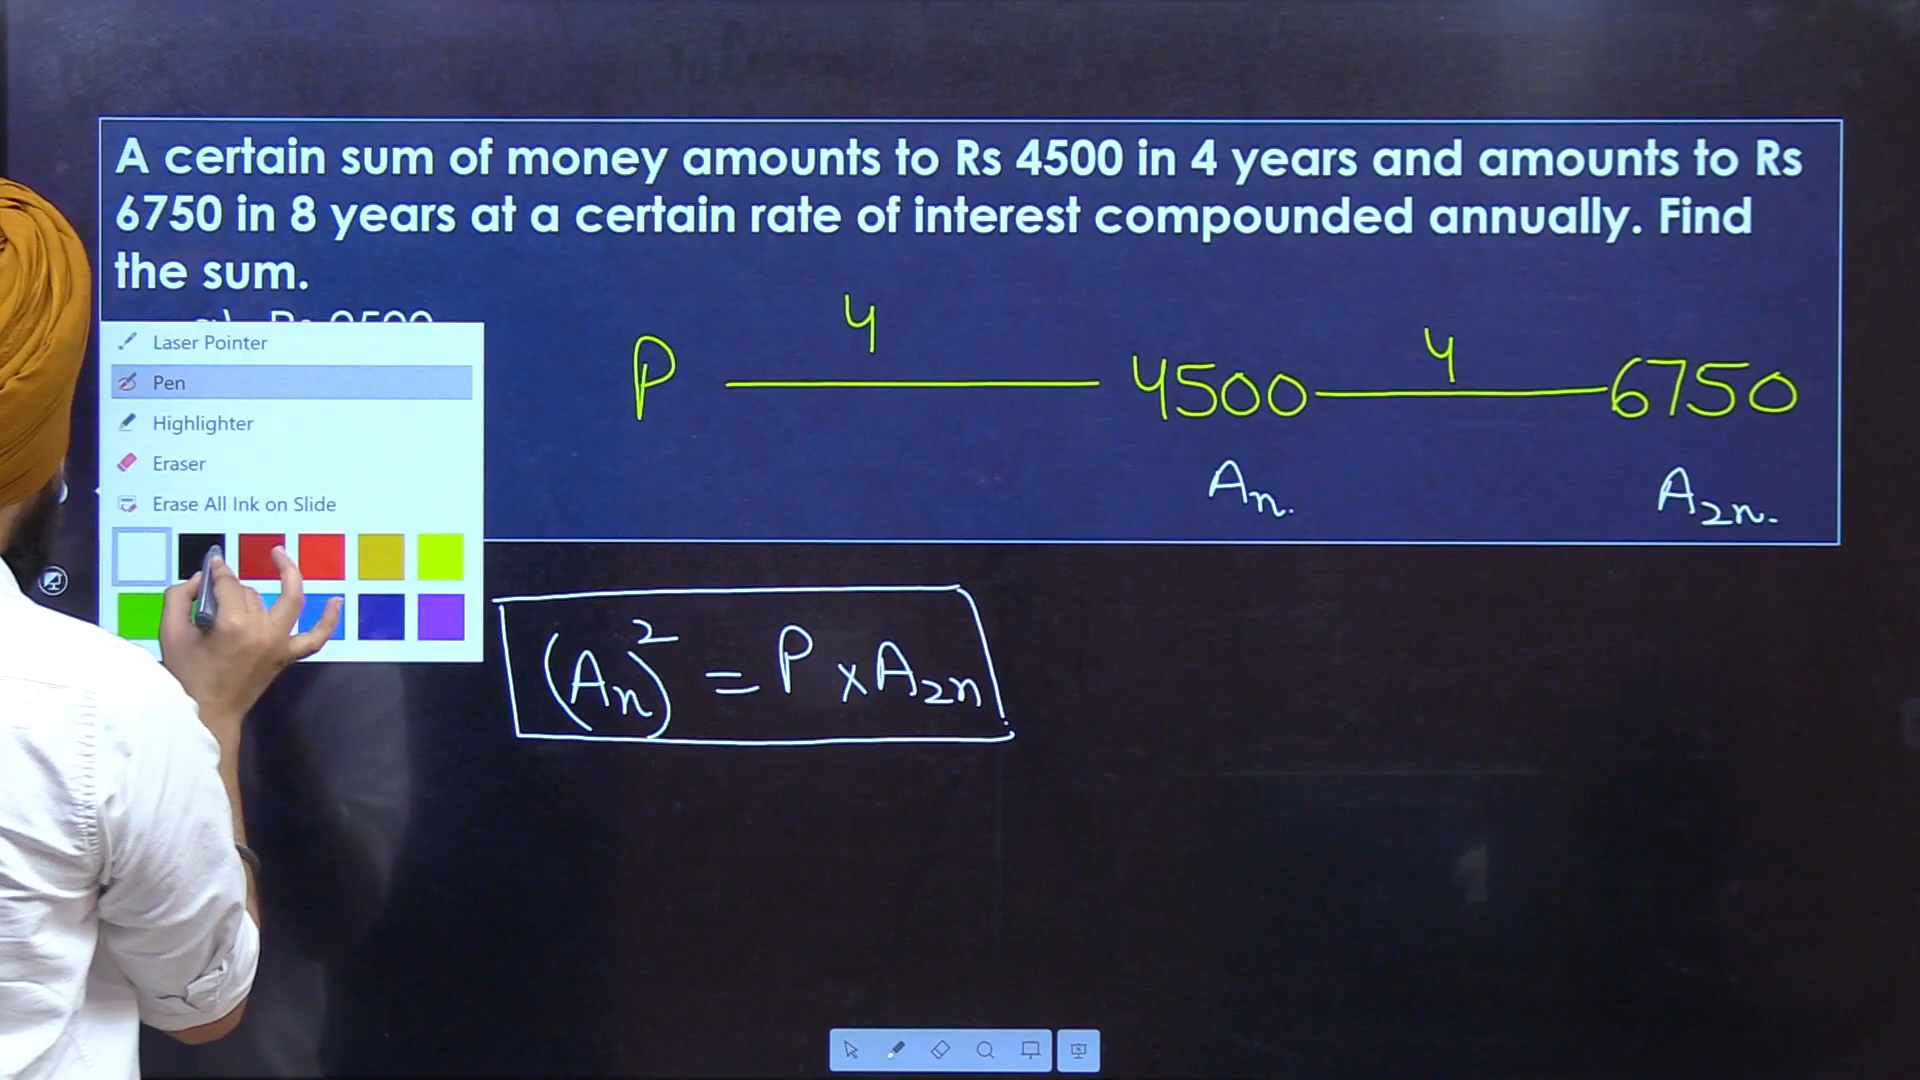 A certain sum of money amounts to Rs 4500 in 4 years and amounts to Rs
6750 in 8 years at a certain rate of interest compounded annually. Find
the sum.
Laser Pointer
Pen
Highlighter
Eraser
Erase All Ink on Slide
4 4
P 4500 6750
An. A2n.
(An)² = P × A2n